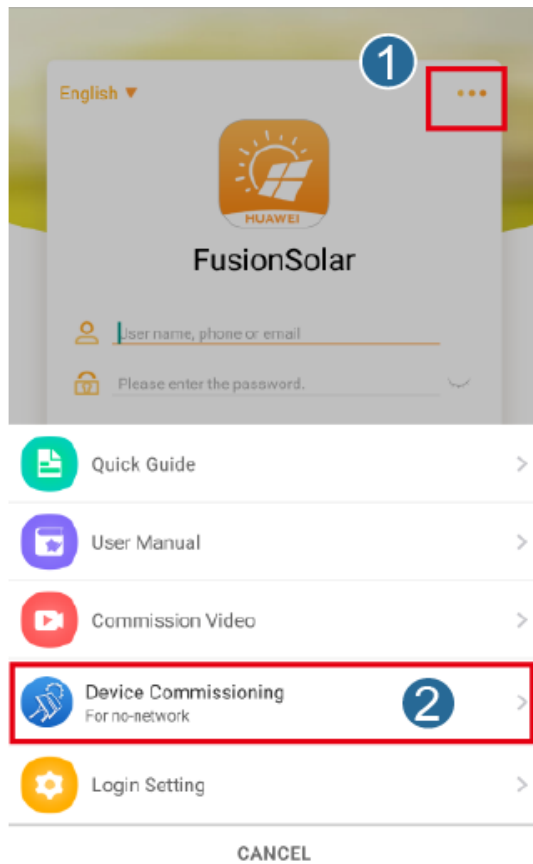 1
English ▼
HUAWEI
FusionSolar
User name, phone or email
Please enter the password.
Quick Guide
User Manual
Commission Video
Device Commissioning
For no-network
2
Login Setting
CANCEL